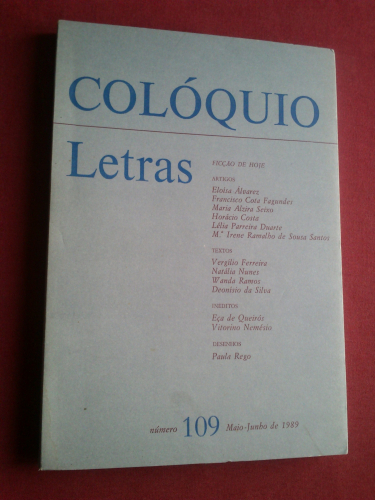 COLÓQUIO
Letras
FICÇÃO DE HOJE
ARTIGOS
Eloísa Álvarez
Francisco Cota Fagundes
Maria Alzira Seixo
Horácio Costa
Lélia Parreira Duarte
M.ª Irene Ramalho de Sousa Santos
TEXTOS
Vergílio Ferreira
Natália Nunes
Wanda Ramos
Deonísio da Silva
INÉDITOS
Eça de Queirós
Vitorino Nemésio
DESENHOS
Paula Rego
número 109 Maio-Junho de 1989